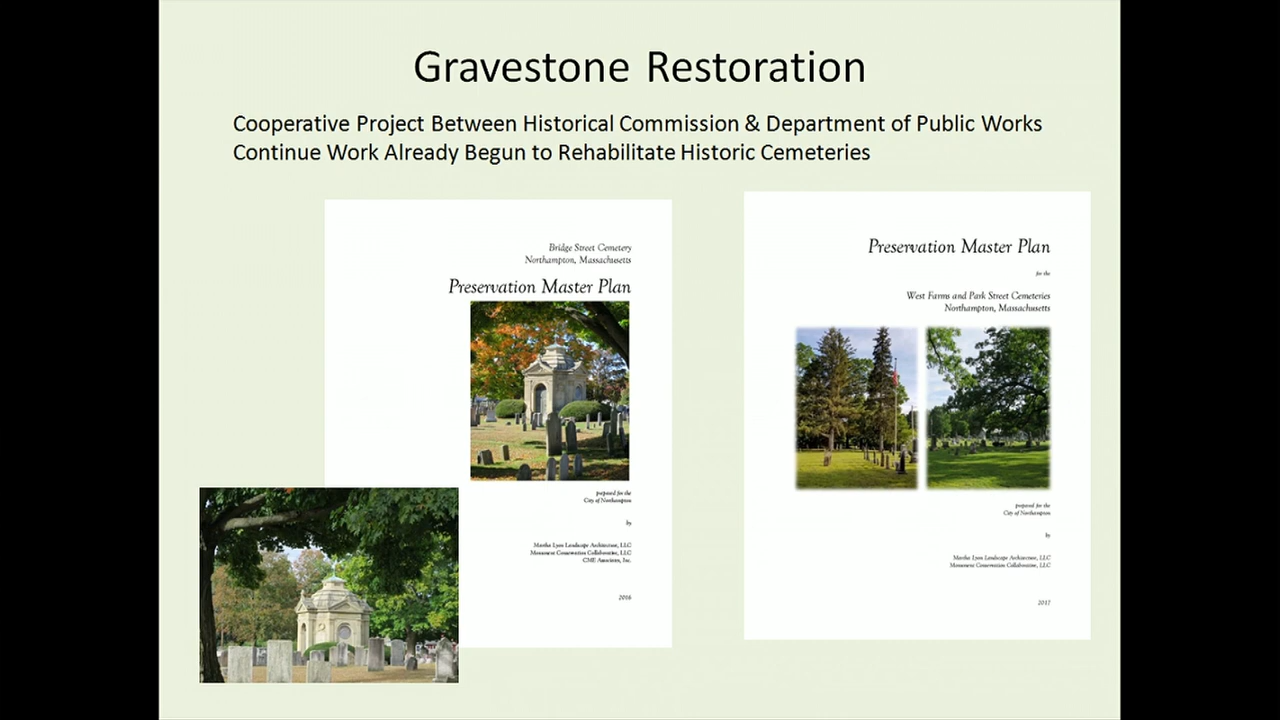 Gravestone Restoration
Cooperative Project Between Historical Commission & Department of Public Works
Continue Work Already Begun to Rehabilitate Historic Cemeteries
Bridge Street Cemetery
Northampton, Massachusetts
Preservation Master Plan
prepared for the
City of Northampton
by
Martha Lyon Landscape Architecture, LLC
Monument Conservation Collaborative, LLC
CME Associates, Inc.
2016
Preservation Master Plan
for the
West Farms and Park Street Cemeteries
Northampton, Massachusetts
prepared for the
City of Northampton
by
Martha Lyon Landscape Architecture, LLC
Monument Conservation Collaborative, LLC
2017